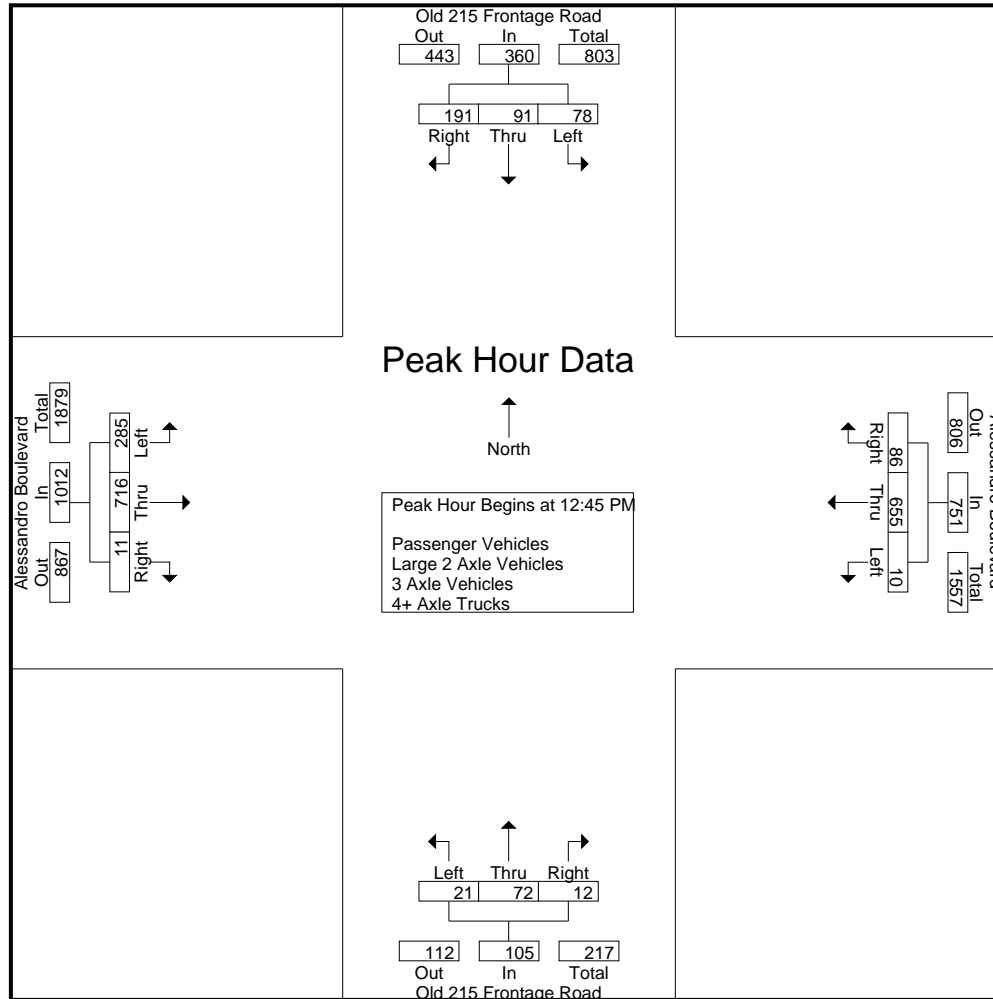 Old 215 Frontage Road
Out In Total
443 360 803
191 91 78
Right Thru Left
Peak Hour Data
North
Peak Hour Begins at 12:45 PM
Passenger Vehicles
Large 2 Axle Vehicles
3 Axle Vehicles
4+ Axle Trucks
Alessandro Boulevard
Out In Total
867 1012 1879
11 716 285
Right Thru Left
Out In Total
806 751 1557
86 655 10
Right Thru Left
Left Thru Right
21 72 12
112 105 217
Out In Total
Old 215 Frontage Road